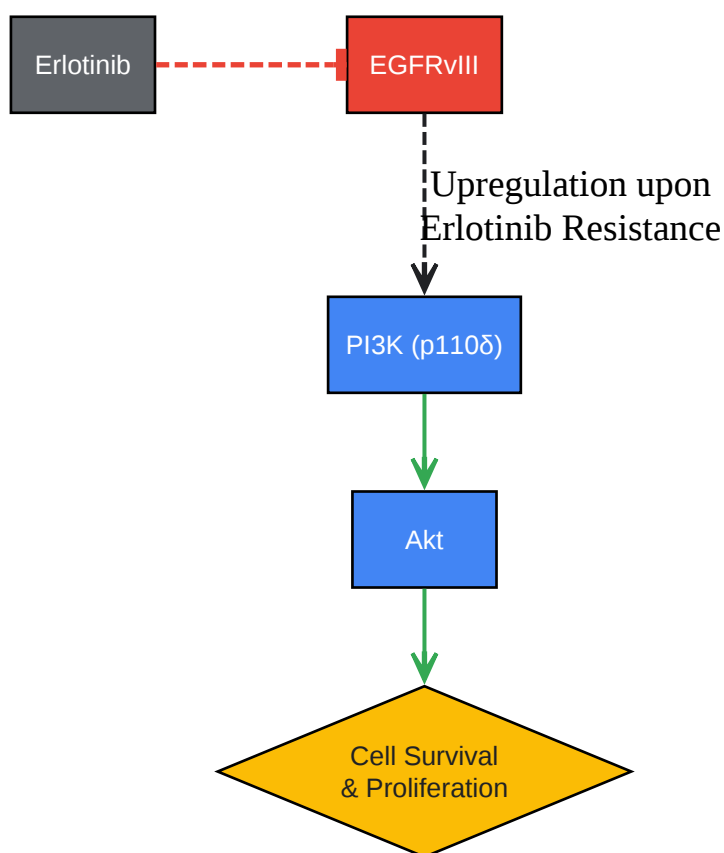 Erlotinib
EGFRvIII
Upregulation upon
Erlotinib Resistance
PI3K (p110δ)
Akt
Cell Survival
& Proliferation